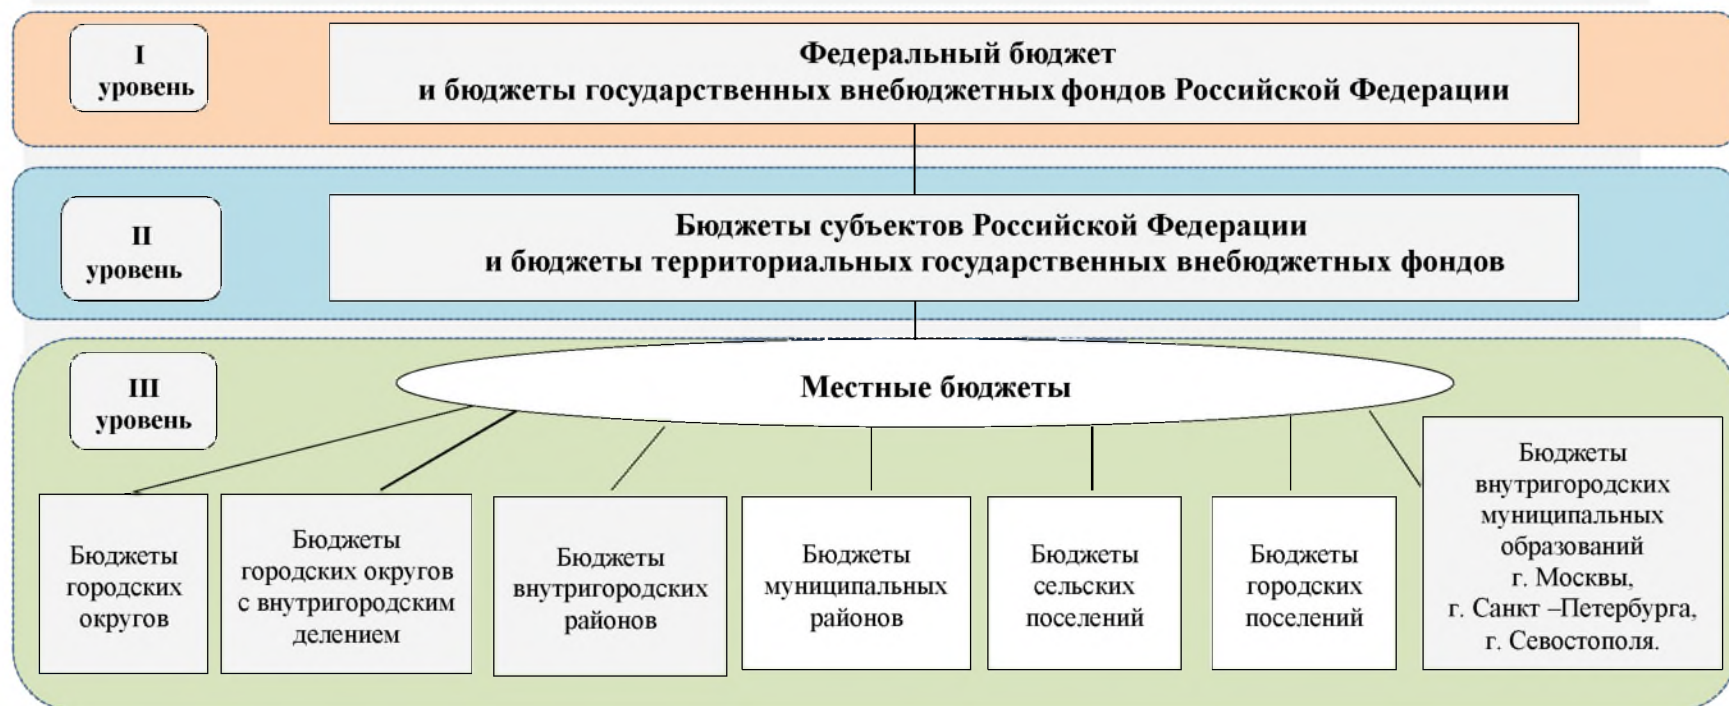 I
уровень
Федеральный бюджет
и бюджеты государственных внебюджетных фондов Российской Федерации
II
уровень
Бюджеты субъектов Российской Федерации
и бюджеты территориальных государственных внебюджетных фондов
III
уровень
Местные бюджеты
Бюджеты
городских
округов
Бюджеты
городских округов
с внутригородским
делением
Бюджеты
внутригородских
районов
Бюджеты
муниципальных
районов
Бюджеты
сельских
поселений
Бюджеты
городских
поселений
Бюджеты
внутригородских
муниципальных
образований
г. Москвы,
г. Санкт –Петербурга,
г. Севостополя.